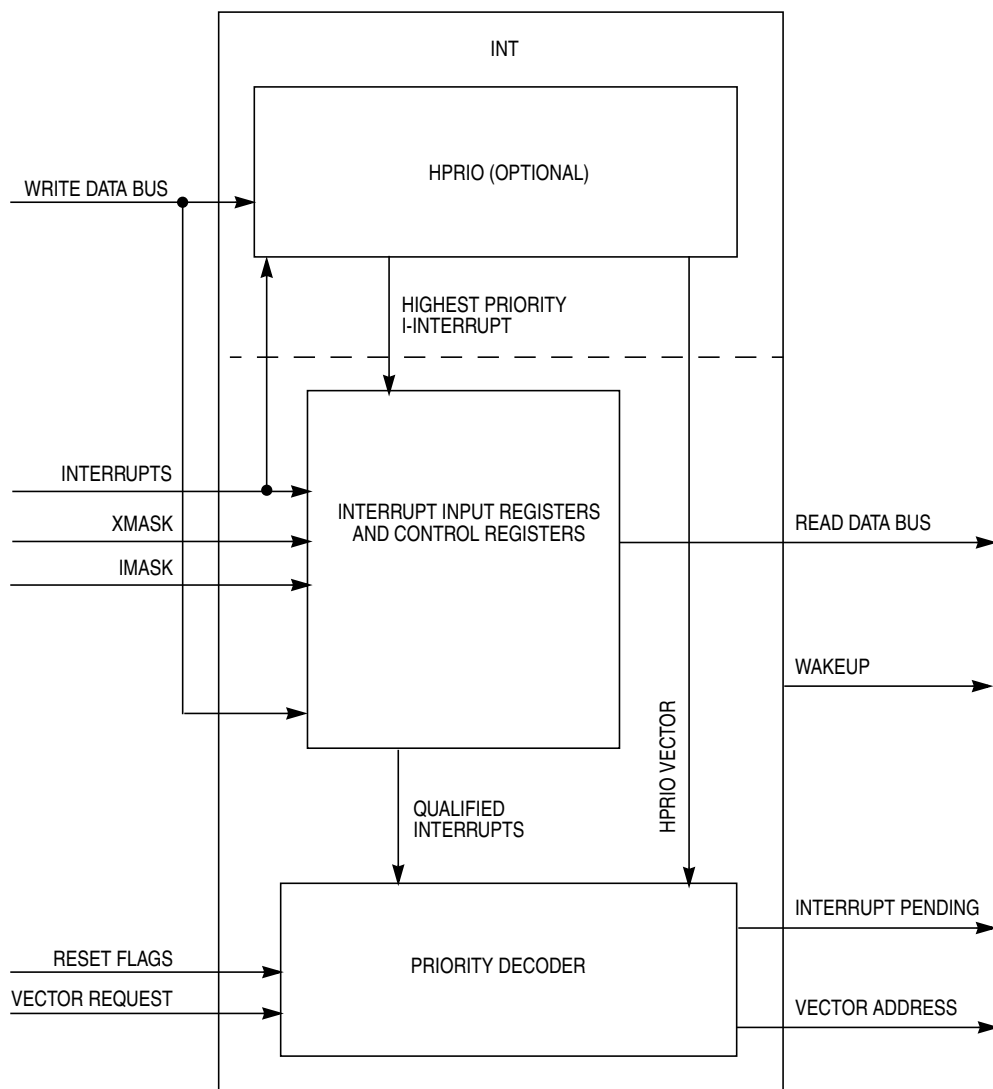 INT
HPRIO (OPTIONAL)
WRITE DATA BUS
HIGHEST PRIORITY
I-INTERRUPT
INTERRUPTS
XMASK
IMASK
INTERRUPT INPUT REGISTERS
AND CONTROL REGISTERS
READ DATA BUS
WAKEUP
HPRIO VECTOR
QUALIFIED
INTERRUPTS
INTERRUPT PENDING
RESET FLAGS
PRIORITY DECODER
VECTOR REQUEST
VECTOR ADDRESS